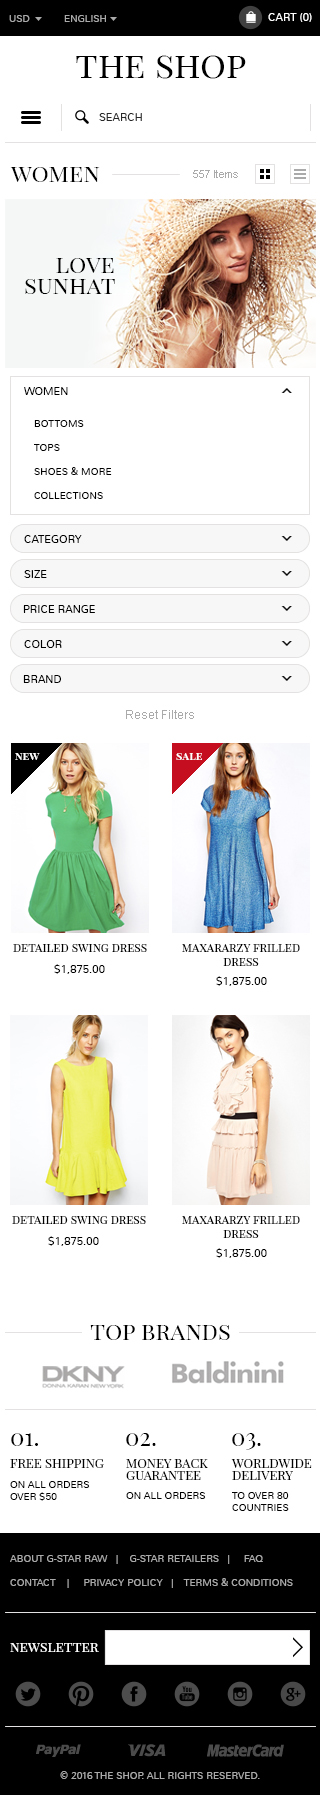 USD ENGLISH CART (0)
THE SHOP
SEARCH
WOMEN 557 Items
LOVE
SUNHAT
WOMEN
BOTTOMS
TOPS
SHOES & MORE
COLLECTIONS
CATEGORY
SIZE
PRICE RANGE
COLOR
BRAND
Reset Filters
NEW SALE
DETAILED SWING DRESS
$1,875.00
MAXARARZY FRILLED
DRESS
$1,875.00
DETAILED SWING DRESS
$1,875.00
MAXARARZY FRILLED
DRESS
$1,875.00
TOP BRANDS
DKNY
DONNA KARAN NEW YORK
Baldinini
01.
FREE SHIPPING
ON ALL ORDERS
OVER $50
02.
MONEY BACK
GUARANTEE
ON ALL ORDERS
03.
WORLDWIDE
DELIVERY
TO OVER 80
COUNTRIES
ABOUT G-STAR RAW | G-STAR RETAILERS | FAQ
CONTACT | PRIVACY POLICY | TERMS & CONDITIONS
NEWSLETTER
You Tube
g+
PayPal VISA MasterCard
© 2016 THE SHOP. ALL RIGHTS RESERVED.